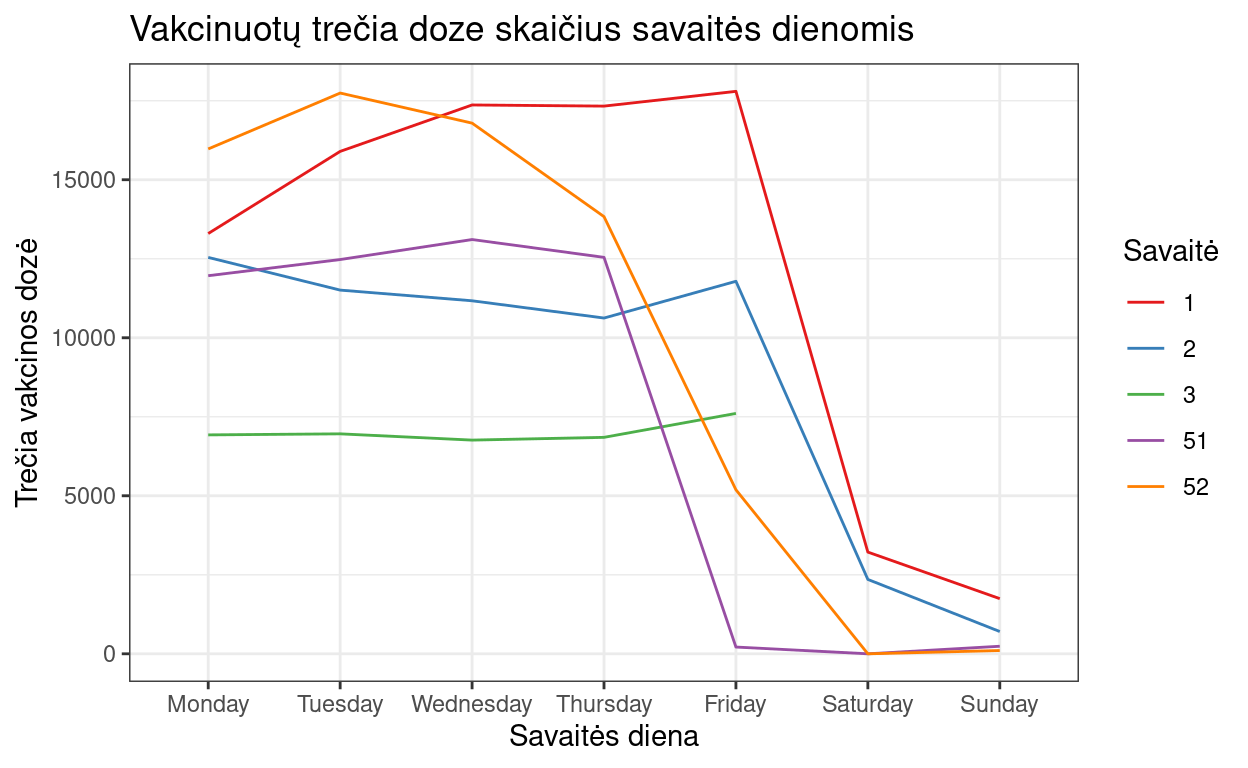 Vakcinuotų trečia doze skaičius savaitės dienomis
Trečia vakcinos dozė
15000
10000
5000
0
Monday
Tuesday
Wednesday
Thursday
Friday
Saturday
Sunday
Savaitės diena
Savaitė
1
2
3
51
52